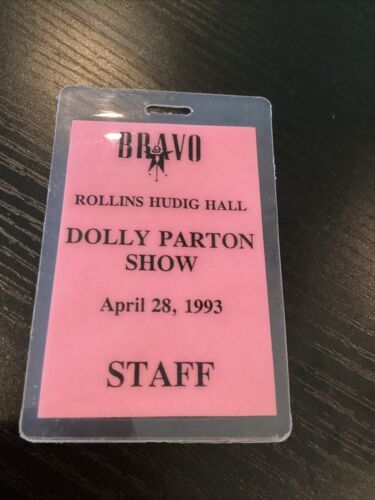 BRAVO
ROLLINS HUDIG HALL
DOLLY PARTON
SHOW
April 28, 1993
STAFF